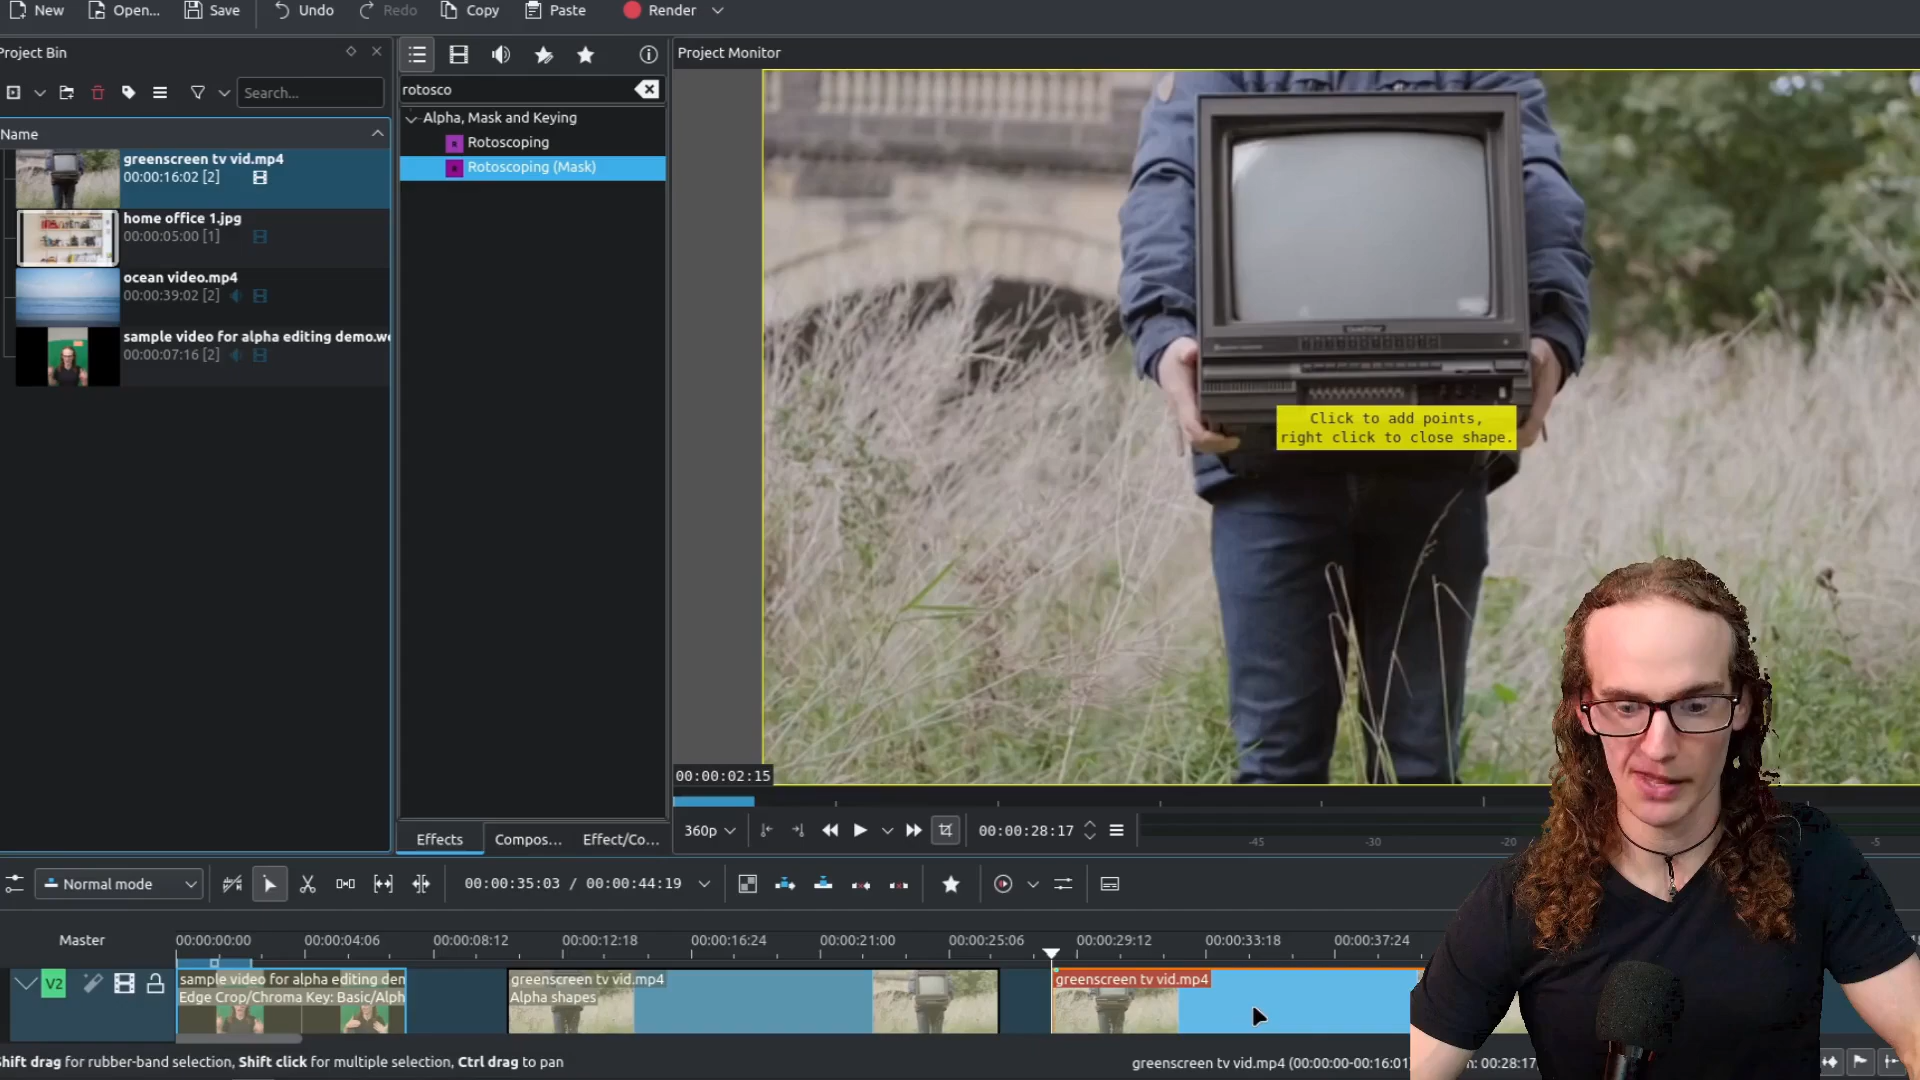 New Open... Save Undo Redo Copy Paste Render
Project Bin
Search...
Name
greenscreen tv vid.mp4
00:00:16:02 [2]
home office 1.jpg
00:00:05:00 [1]
ocean video.mp4
00:00:39:02 [2]
sample video for alpha editing demo.we
00:00:07:16 [2]
rotosco
Alpha, Mask and Keying
Rotoscoping
Rotoscoping (Mask)
Effects Compos... Effect/Co...
Project Monitor
Click to add points,
right click to close shape.
00:00:02:15
360p 00:00:28:17
-45 -30 -20 -5
Normal mode 00:00:35:03 / 00:00:44:19
Master 00:00:00:00 00:00:04:06 00:00:08:12 00:00:12:18 00:00:16:24 00:00:21:00 00:00:25:06 00:00:29:12 00:00:33:18 00:00:37:24
V2
sample video for alpha editing den
Edge Crop/Chroma Key: Basic/Alph
greenscreen tv vid.mp4
Alpha shapes
greenscreen tv vid.mp4
Shift drag for rubber-band selection, Shift click for multiple selection, Ctrl drag to pan
greenscreen tv vid.mp4 (00:00:00-00:16:01) n: 00:28:17